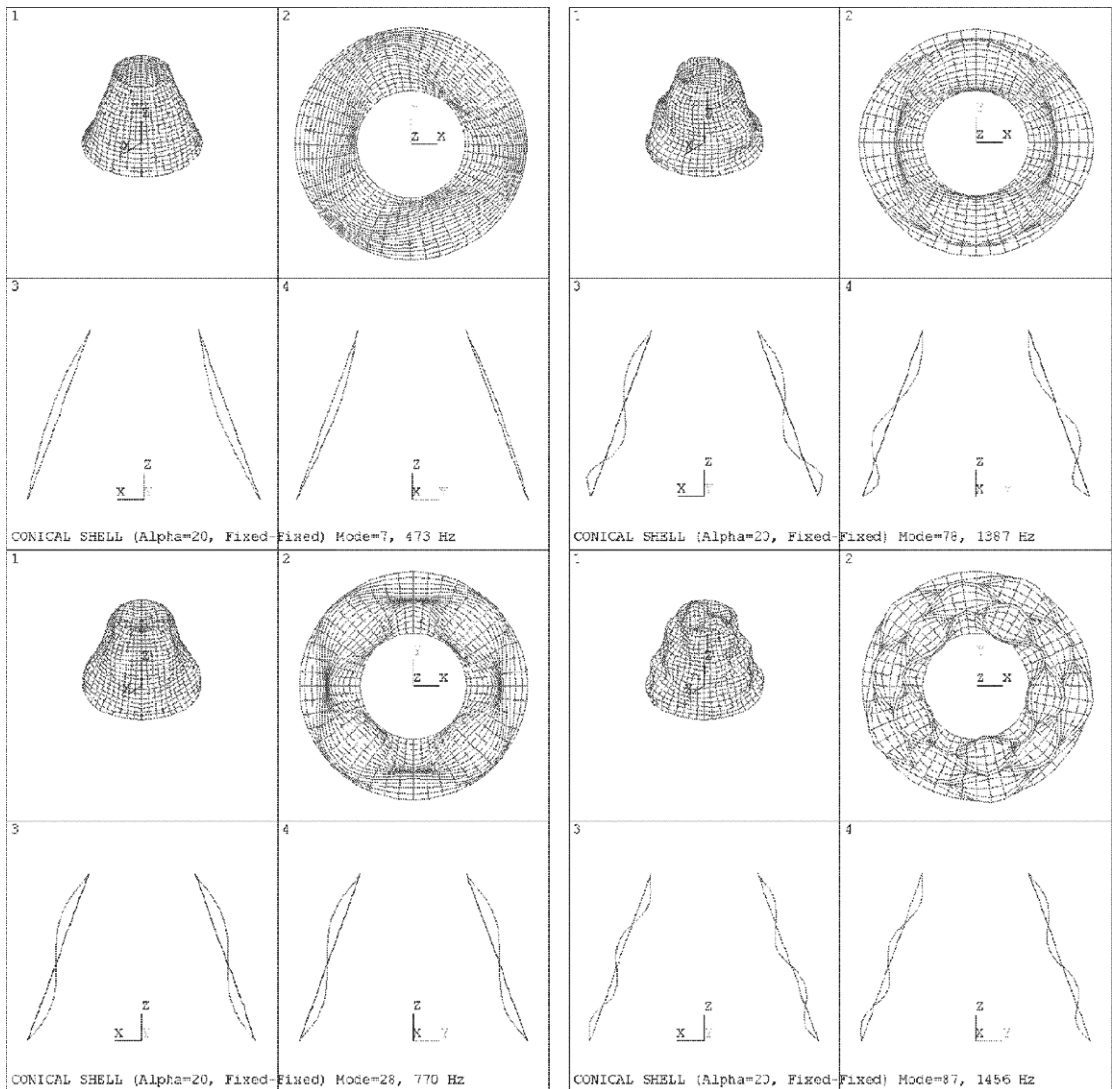 1
2
Z
X
Y
Z X
3
4
Z
X Y
Z
X Y
CONICAL SHELL (Alpha=20, Fixed-Fixed) Mode=7, 473 Hz
1
2
Z
X
Y
Z X
3
4
Z
X Y
Z
X Y
CONICAL SHELL (Alpha=20, Fixed-Fixed) Mode=78, 1387 Hz
1
2
Z
X
Y
Z X
3
4
Z
X Y
Z
X Y
CONICAL SHELL (Alpha=20, Fixed-Fixed) Mode=28, 770 Hz
1
2
Z
X
Y
Z X
3
4
Z
X Y
Z
X Y
CONICAL SHELL (Alpha=20, Fixed-Fixed) Mode=87, 1456 Hz